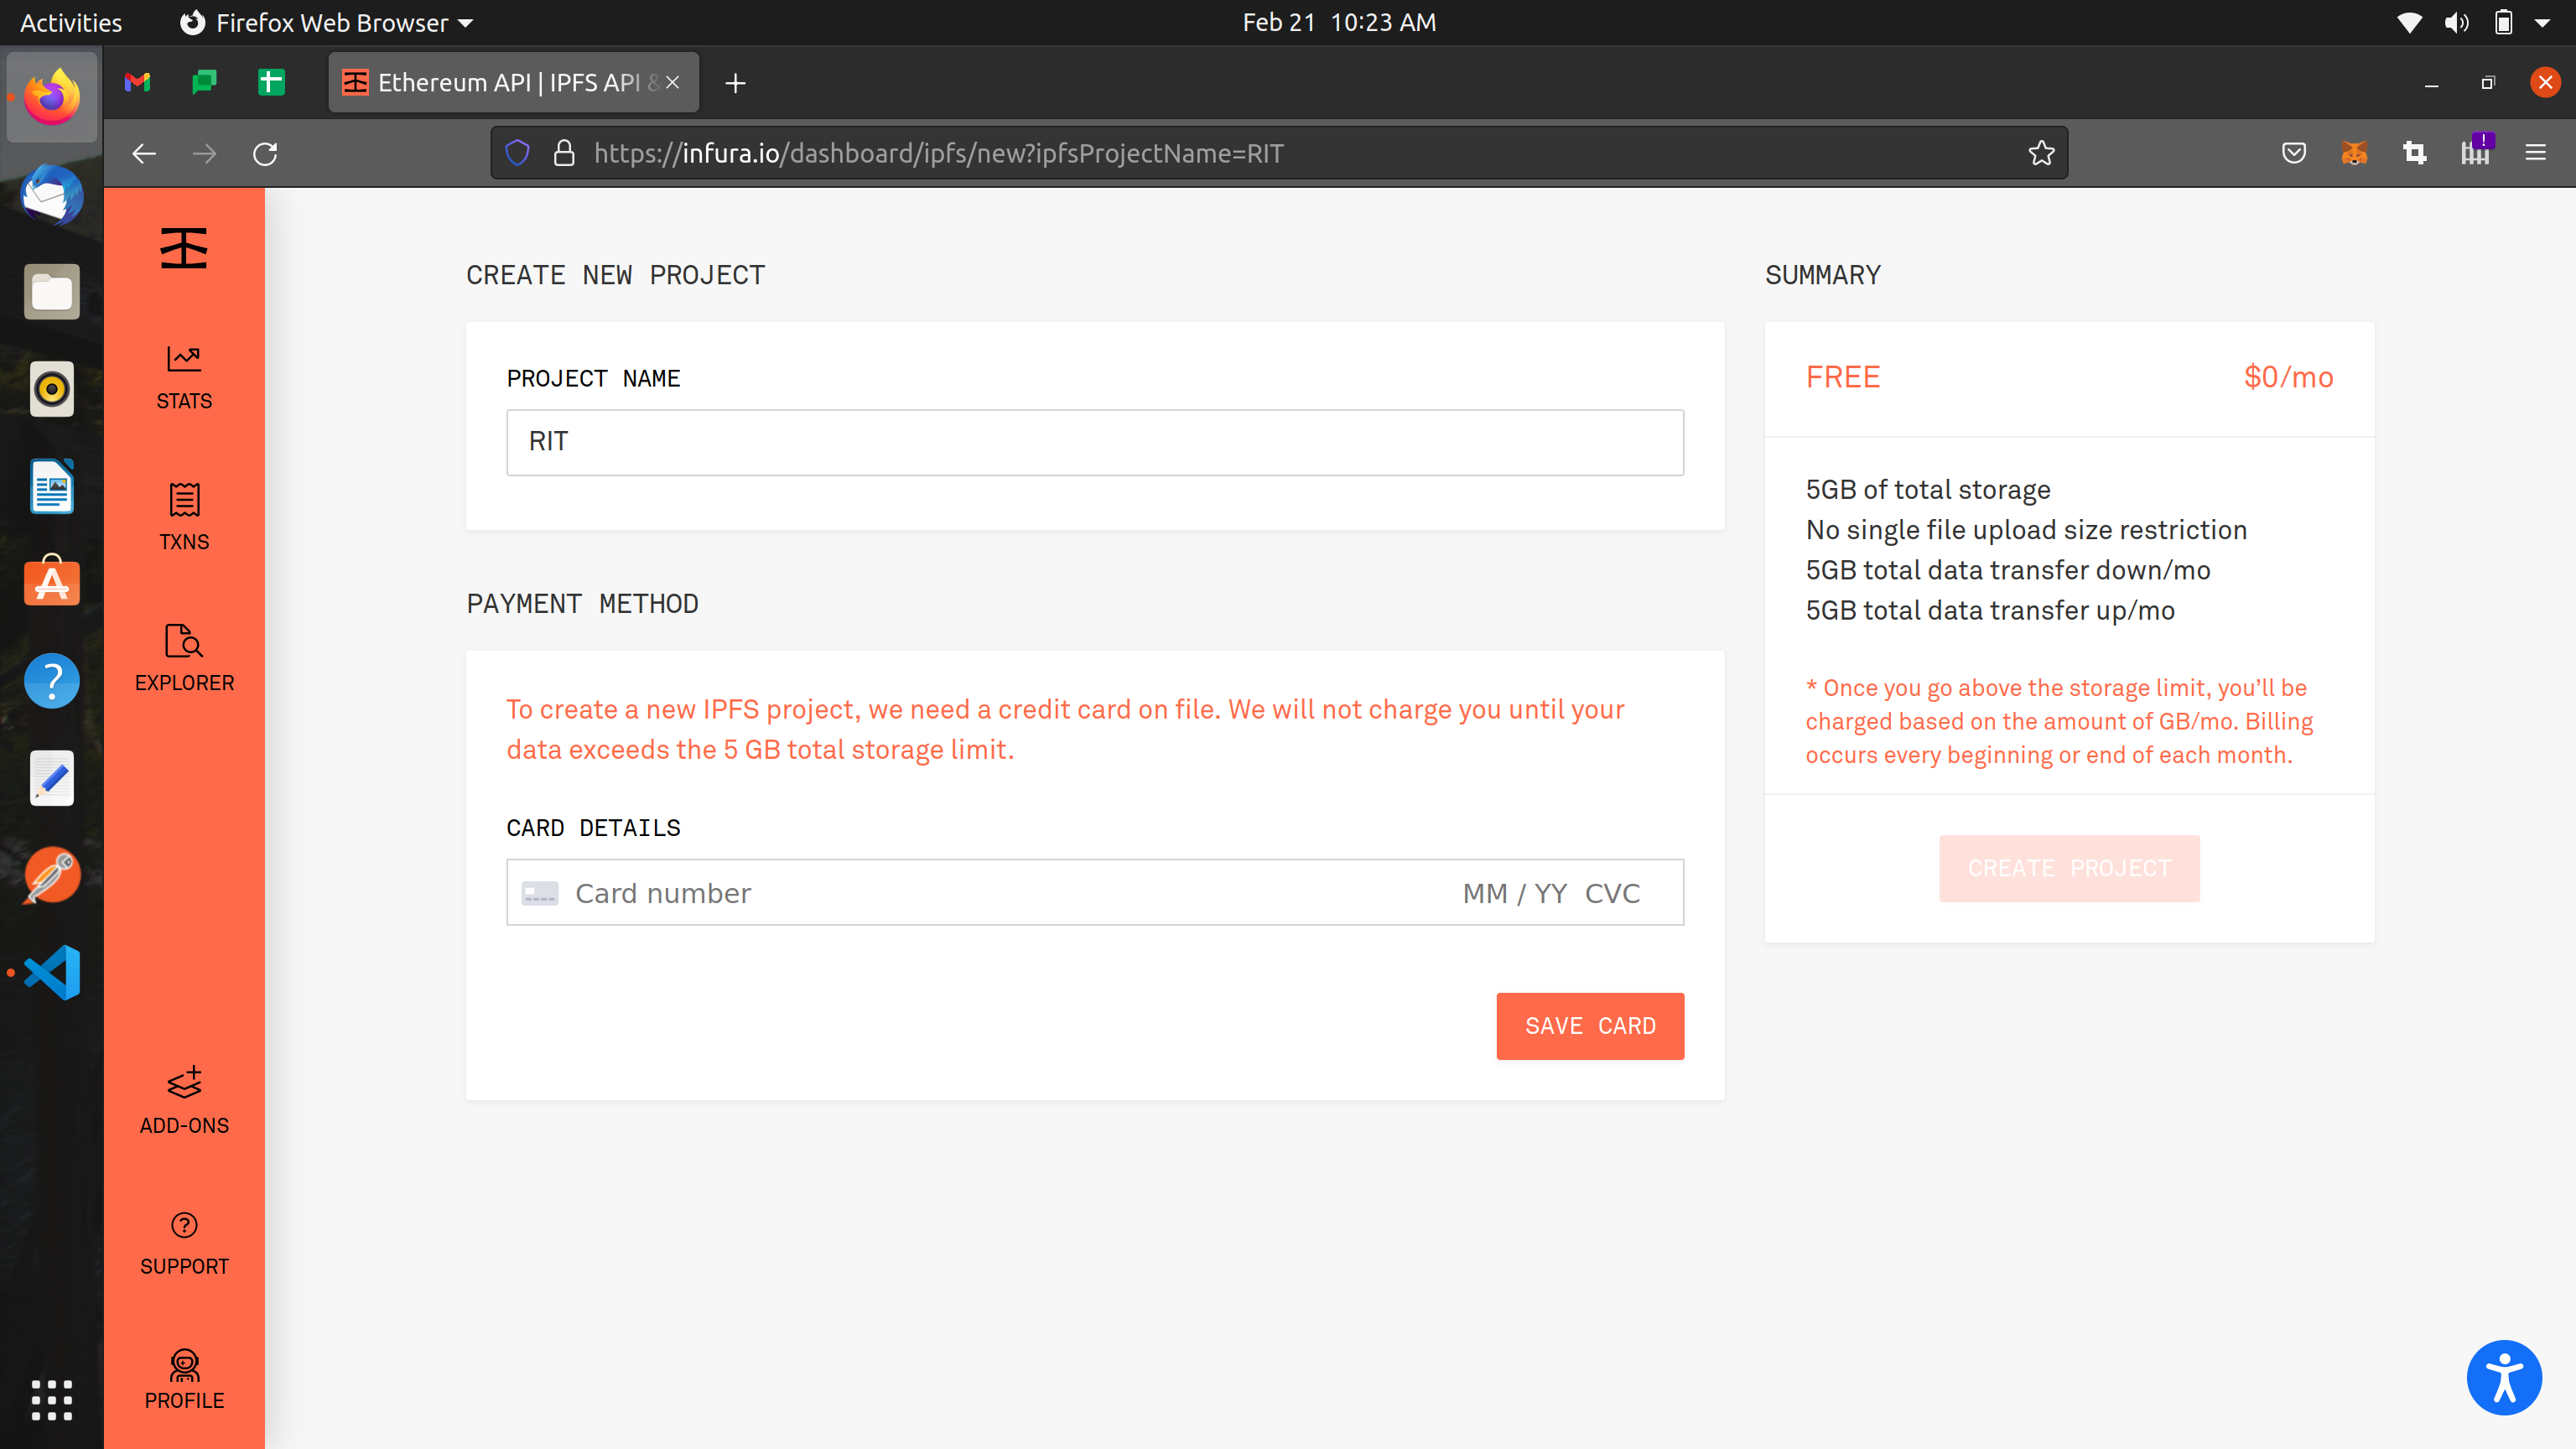 Activities
Firefox Web Browser
Feb 21 10:23 AM
Ethereum API | IPFS API &
https://infura.io/dashboard/ipfs/new?ipfsProjectName=RIT
!
STATS
TXNS
EXPLORER
ADD-ONS
SUPPORT
PROFILE
CREATE NEW PROJECT
PROJECT NAME
RIT
PAYMENT METHOD
To create a new IPFS project, we need a credit card on file. We will not charge you until your
data exceeds the 5 GB total storage limit.
CARD DETAILS
Card number MM / YY CVC
SAVE CARD
SUMMARY
FREE $0/mo
5GB of total storage
No single file upload size restriction
5GB total data transfer down/mo
5GB total data transfer up/mo
* Once you go above the storage limit, you’ll be
charged based on the amount of GB/mo. Billing
occurs every beginning or end of each month.
CREATE PROJECT